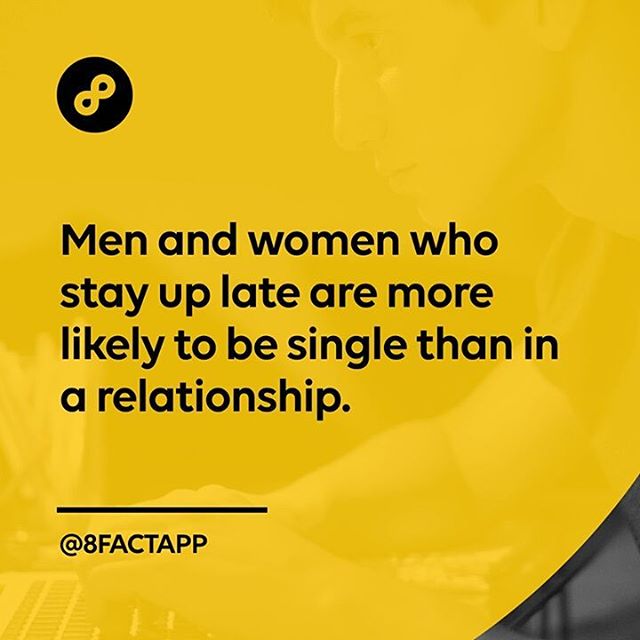 Men and women who
stay up late are more
likely to be single than in
a relationship.
@8FACTAPP